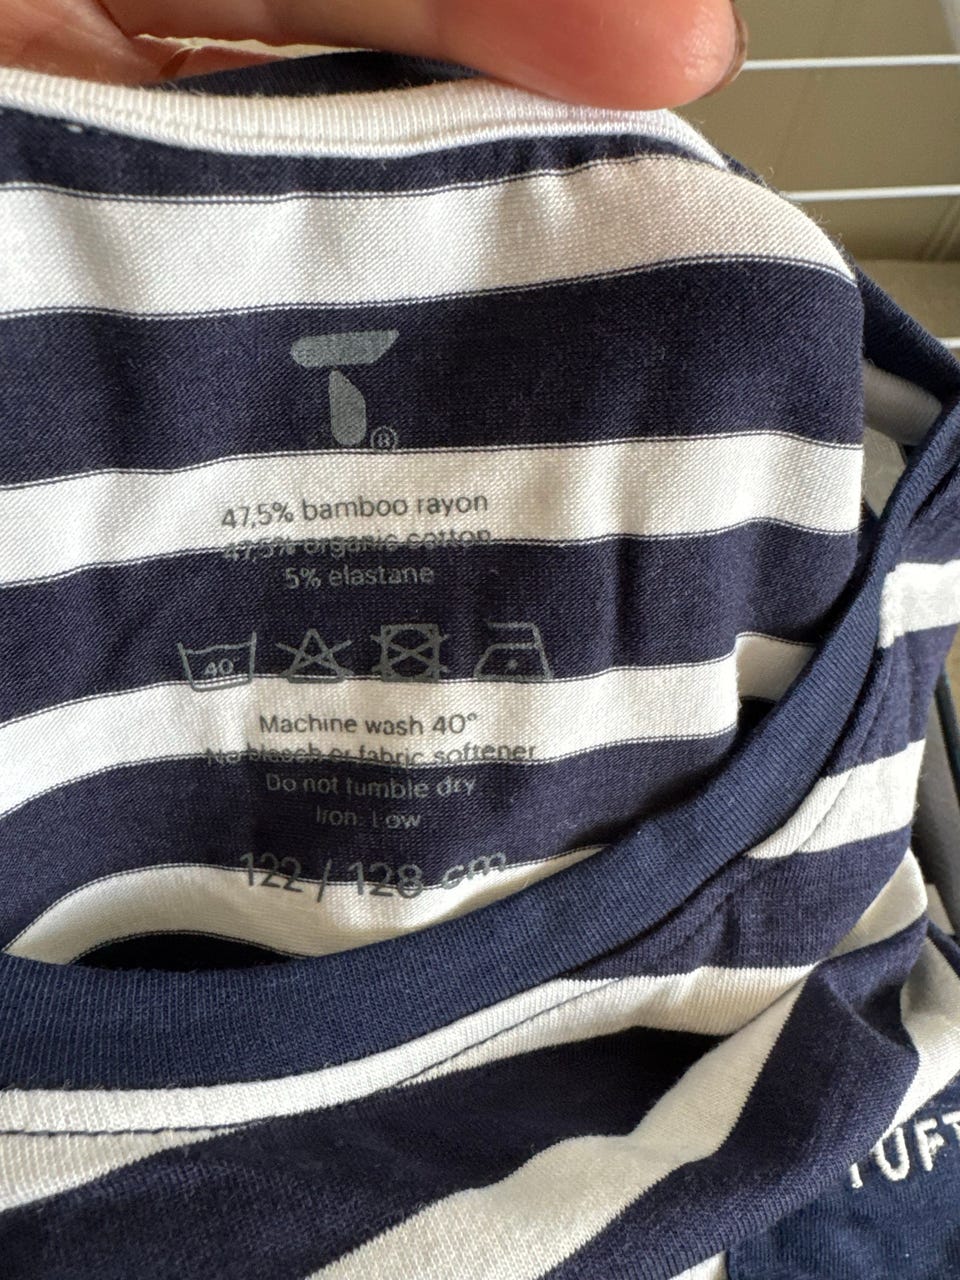 ®
47,5% bamboo rayon
47,5% organic cotton
5% elastane
40°
Machine wash 40°
No bleach or fabric softener
Do not tumble dry
Iron: Low
122 / 128 cm
TUFT